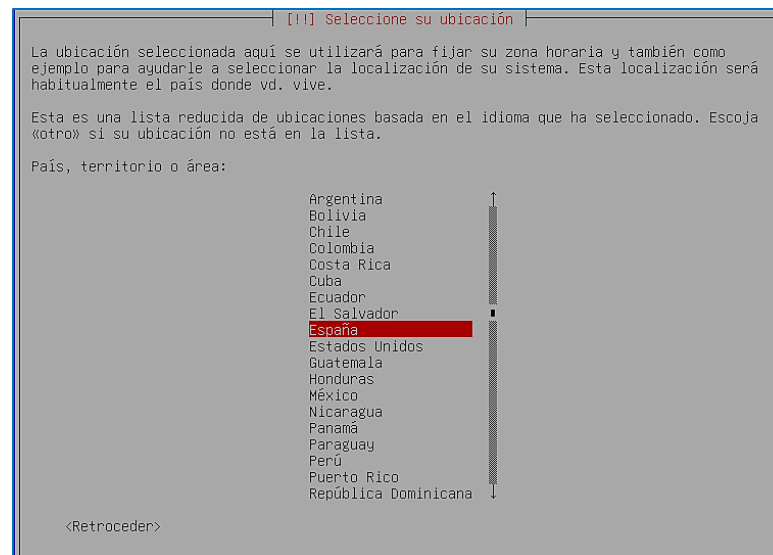 [!!] Seleccione su ubicación
La ubicación seleccionada aquí se utilizará para fijar su zona horaria y también como
ejemplo para ayudarle a seleccionar la localización de su sistema. Esta localización será
habitualmente el país donde vd. vive.
Esta es una lista reducida de ubicaciones basada en el idioma que ha seleccionado. Escoja
«otro» si su ubicación no está en la lista.
País, territorio o área:
Argentina
Bolivia
Chile
Colombia
Costa Rica
Cuba
Ecuador
El Salvador
España
Estados Unidos
Guatemala
Honduras
México
Nicaragua
Panamá
Paraguay
Perú
Puerto Rico
República Dominicana
<Retroceder>